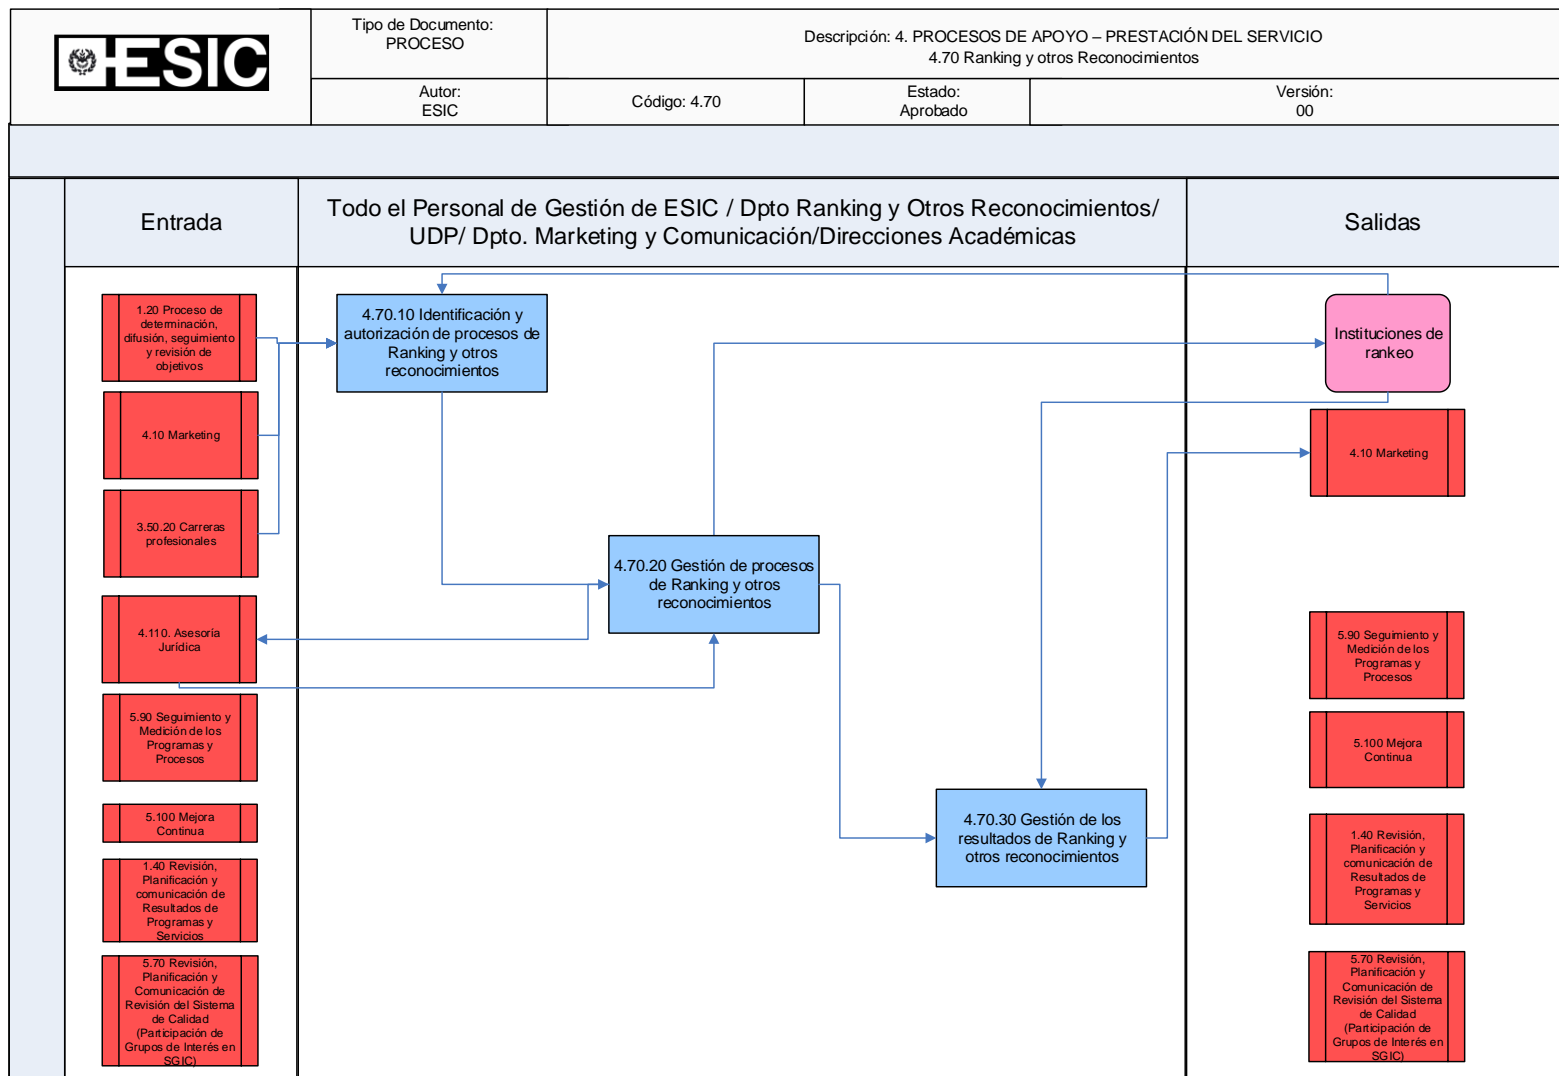 ESIC
Tipo de Documento:
PROCESO
Descripción: 4. PROCESOS DE APOYO – PRESTACIÓN DEL SERVICIO
4.70 Ranking y otros Reconocimientos
Autor:
ESIC
Código: 4.70
Estado:
Aprobado
Versión:
00
Entrada
Todo el Personal de Gestión de ESIC / Dpto Ranking y Otros Reconocimientos/
UDP/ Dpto. Marketing y Comunicación/Direcciones Académicas
Salidas
1.20 Proceso de
determinación,
difusión, seguimiento
y revisión de
objetivos
4.10 Marketing
3.50.20 Carreras
profesionales
4.110. Asesoría
Jurídica
5.90 Seguimiento y
Medición de los
Programas y
Procesos
5.100 Mejora
Continua
1.40 Revisión,
Planificación y
comunicación de
Resultados de
Programas y
Servicios
5.70 Revisión,
Planificación y
Comunicación de
Revisión del Sistema
de Calidad
(Participación de
Grupos de Interés en
SGIC)
4.70.10 Identificación y
autorización de procesos de
Ranking y otros
reconocimientos
4.70.20 Gestión de procesos
de Ranking y otros
reconocimientos
4.70.30 Gestión de los
resultados de Ranking y
otros reconocimientos
Instituciones de
rankeo
4.10 Marketing
5.90 Seguimiento y
Medición de los
Programas y
Procesos
5.100 Mejora
Continua
1.40 Revisión,
Planificación y
comunicación de
Resultados de
Programas y
Servicios
5.70 Revisión,
Planificación y
Comunicación de
Revisión del Sistema
de Calidad
(Participación de
Grupos de Interés en
SGIC)